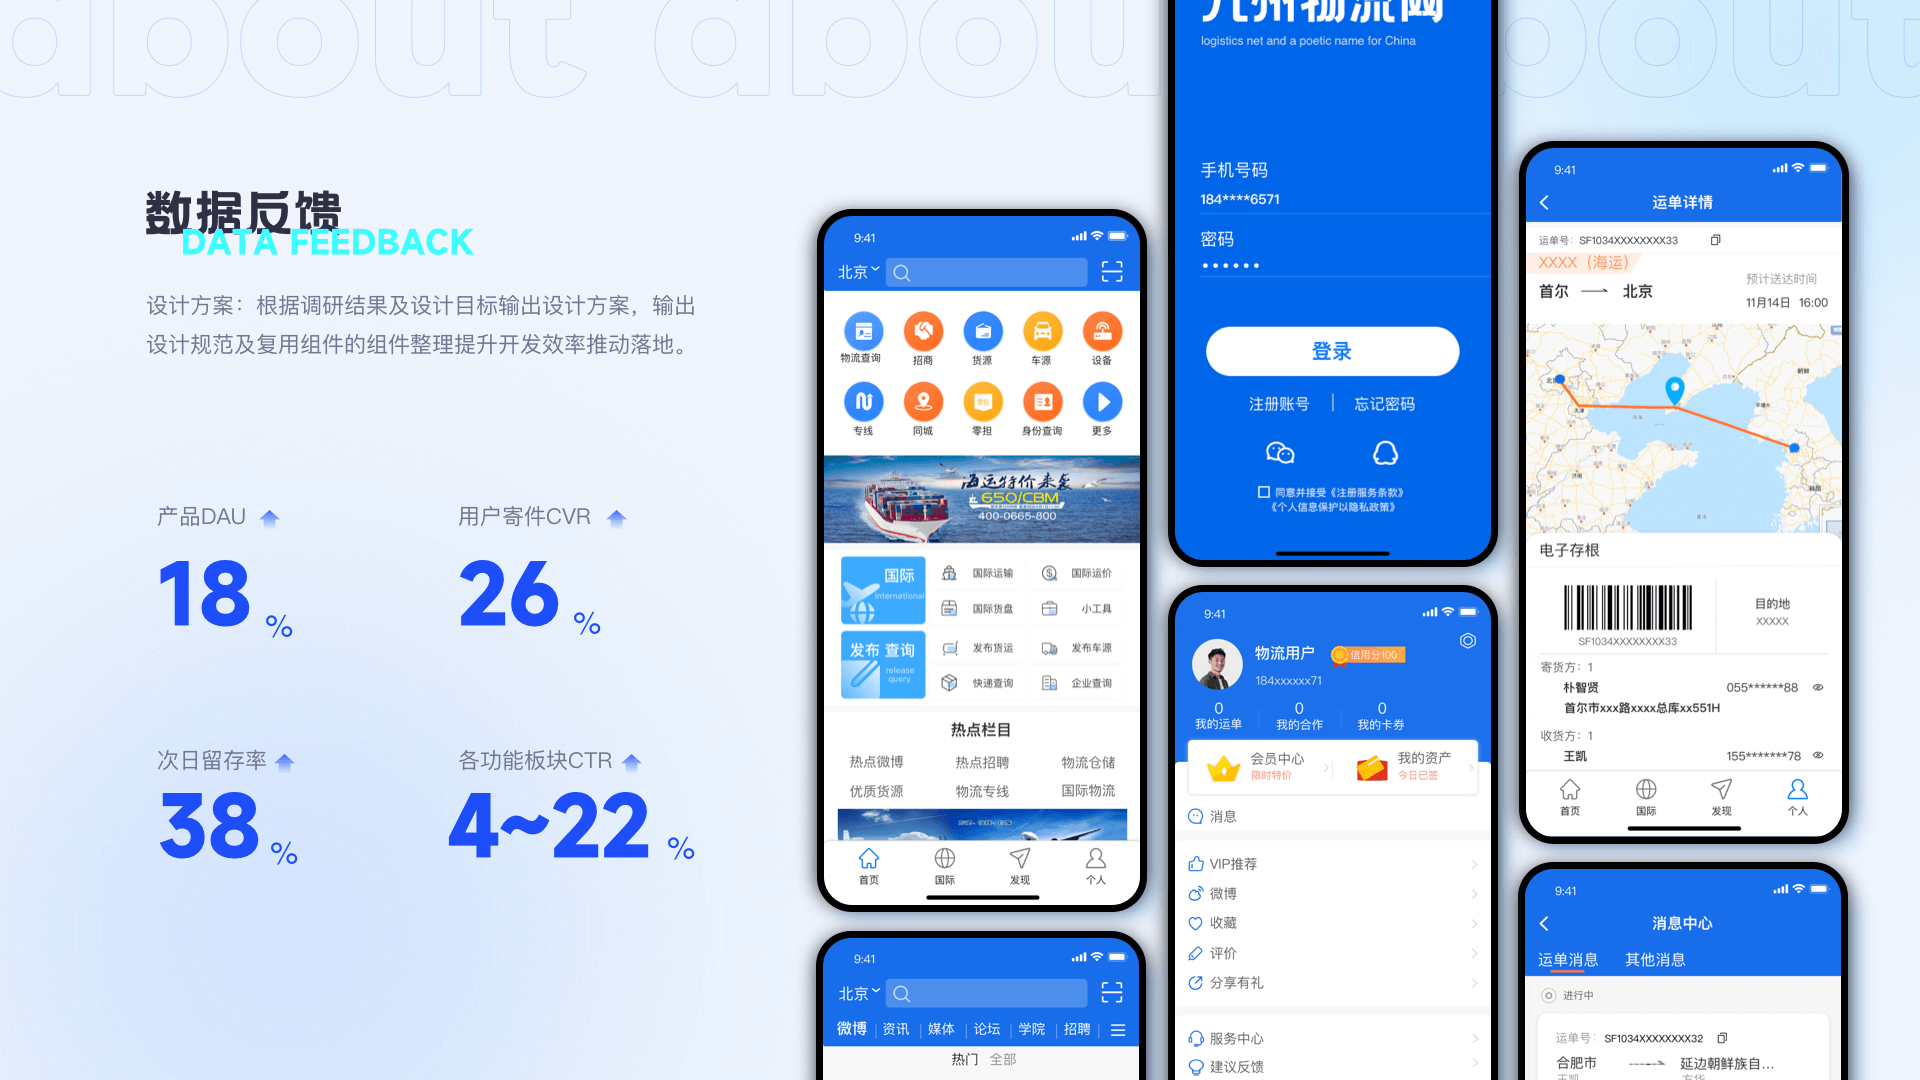 about about about
数据反馈
DATA FEEDBACK
设计方案：根据调研结果及设计目标输出设计方案，输出
设计规范及复用组件的组件整理提升开发效率推动落地。
产品DAU
18 %
用户寄件CVR
26 %
次日留存率
38 %
各功能板块CTR
4~22 %
9:41
北京
物流查询
招商
货源
车源
设备
专线
同城
零担
身份查询
更多
海运特价来袭
650/CBM
400-0665-800
国际
international
国际运输
国际运价
国际货盘
小工具
发布 查询
release
query
发布货运
发布车源
快递查询
企业查询
热点栏目
热点微博
热点招聘
物流仓储
优质货源
物流专线
国际物流
首页
国际
发现
个人
9:41
北京
微博
资讯
媒体
论坛
学院
招聘
热门 全部
九州物流网
logistics net and a poetic name for China
手机号码
184****6571
密码
••••••
登录
注册账号
忘记密码
同意并接受《注册服务条款》
《个人信息保护以隐私政策》
9:41
物流用户
信用分100
184xxxxxx71
0
我的运单
0
我的合作
0
我的卡券
会员中心
限时特价
我的资产
今日已签
消息
VIP推荐
微博
收藏
评价
分享有礼
服务中心
建议反馈
9:41
运单详情
运单号：SF1034XXXXXXXX33
XXXX（海运）
预计送达时间
首尔
北京
11月14日 16:00
电子存根
SF1034XXXXXXXX33
目的地
XXXXX
寄货方：1
朴智贤
055******88
首尔市xxx路xxxx总库xx551H
收货方：1
王凯
155*******78
首页
国际
发现
个人
9:41
消息中心
运单消息
其他消息
进行中
运单号：SF1034XXXXXXXX32
合肥市
延边朝鲜族自...